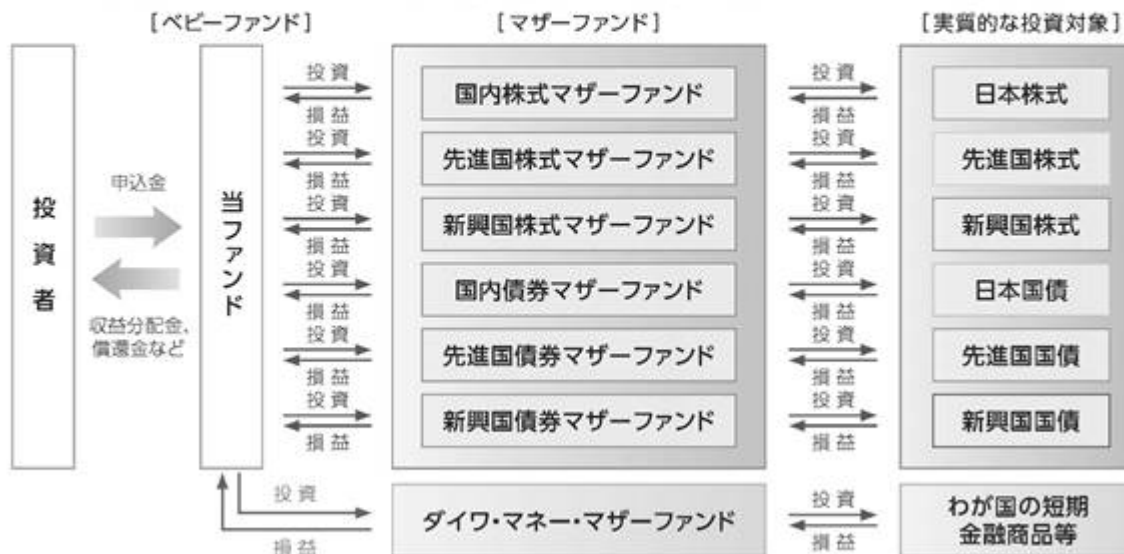 [ベビーファンド]
[マザーファンド]
[実質的な投資対象]
投資者
申込金
収益分配金、
償還金など
当ファンド
投資
損益
国内株式マザーファンド
投資
損益
日本株式
投資
損益
先進国株式マザーファンド
投資
損益
先進国株式
投資
損益
新興国株式マザーファンド
投資
損益
新興国株式
投資
損益
国内債券マザーファンド
投資
損益
日本国債
投資
損益
先進国債券マザーファンド
投資
損益
先進国国債
投資
損益
新興国債券マザーファンド
投資
損益
新興国国債
投資
損益
ダイワ・マネー・マザーファンド
投資
損益
わが国の短期
金融商品等